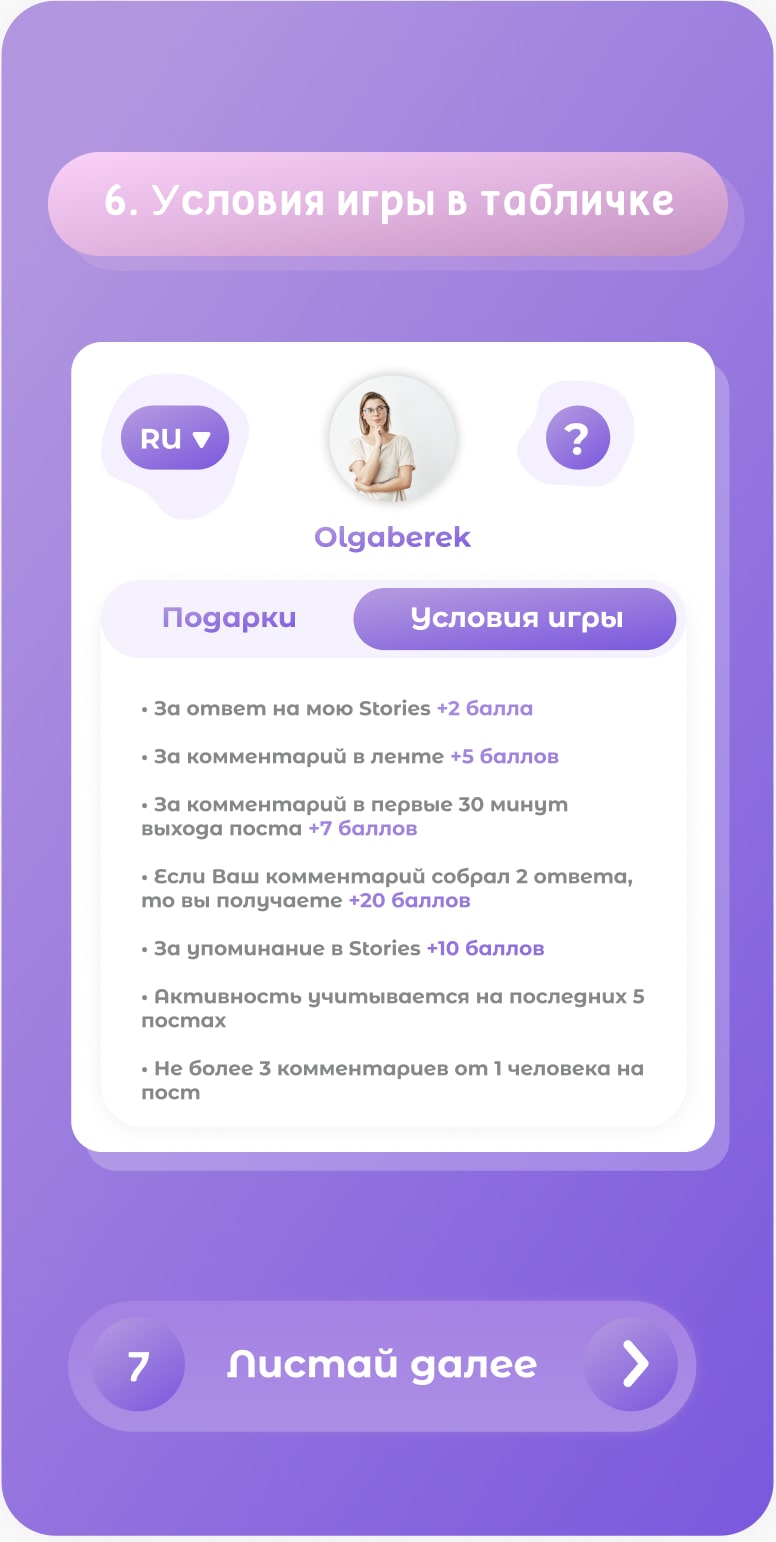 6. Условия игры в табличке
RU
?
Olgaberek
Подарки
Условия игры
• За ответ на мою Stories +2 балла
• За комментарий в ленте +5 баллов
• За комментарий в первые 30 минут
выхода поста +7 баллов
• Если Ваш комментарий собрал 2 ответа,
то вы получаете +20 баллов
• За упоминание в Stories +10 баллов
• Активность учитывается на последних 5
постах
• Не более 3 комментариев от 1 человека на
пост
7
Листай далее